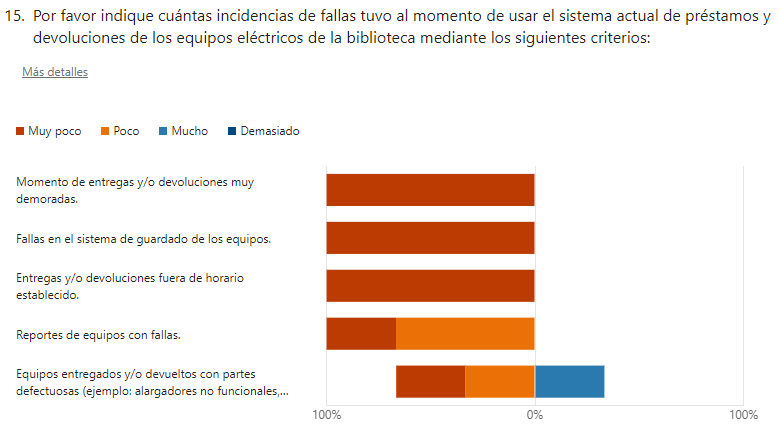 15. Por favor indique cuántas incidencias de fallas tuvo al momento de usar el sistema actual de préstamos y
devoluciones de los equipos eléctricos de la biblioteca mediante los siguientes criterios:
Más detalles
Muy poco Poco Mucho Demasiado
Momento de entregas y/o devoluciones muy
demoradas.
Fallas en el sistema de guardado de los equipos.
Entregas y/o devoluciones fuera de horario
establecido.
Reportes de equipos con fallas.
Equipos entregados y/o devueltos con partes
defectuosas (ejemplo: alargadores no funcionales,...
100% 0% 100%